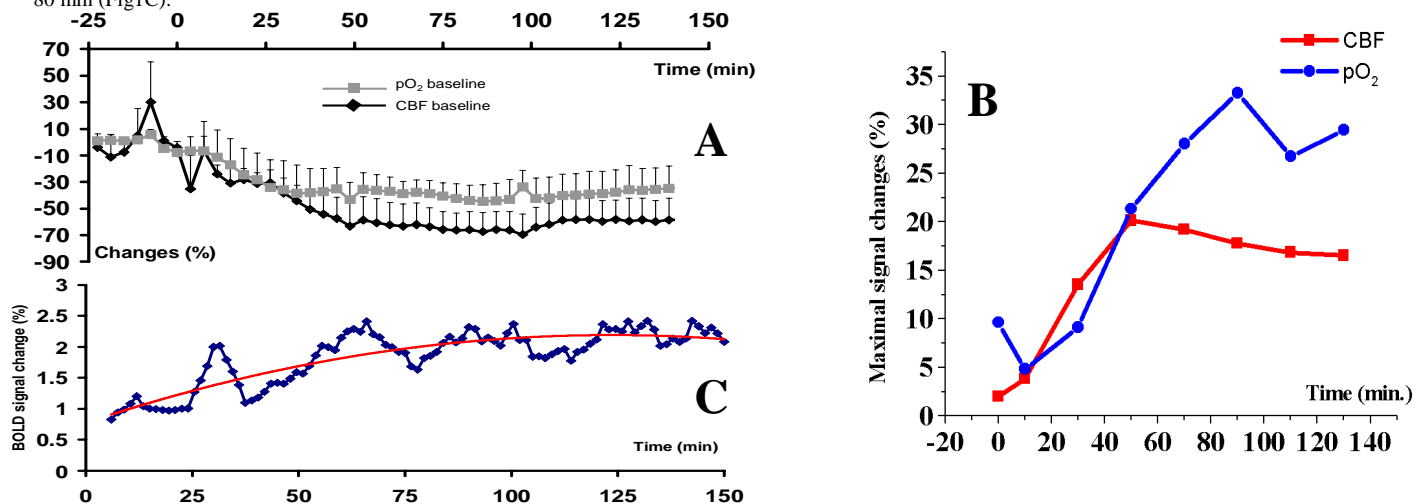 80 min (Fig1C).
-25 0 25 50 75 100 125 150
70
50
30
10
-10
-30
-50
-70
-90
Time (min)
pO2 baseline
CBF baseline
A
Changes (%)
3
2.5
2
1.5
1
0.5
0
BOLD signal change (%)
C
Time (min)
0 25 50 75 100 125 150
CBF
pO2
B
35
30
25
20
15
10
5
0
Maximal signal changes (%)
Time (min.)
-20 0 20 40 60 80 100 120 140